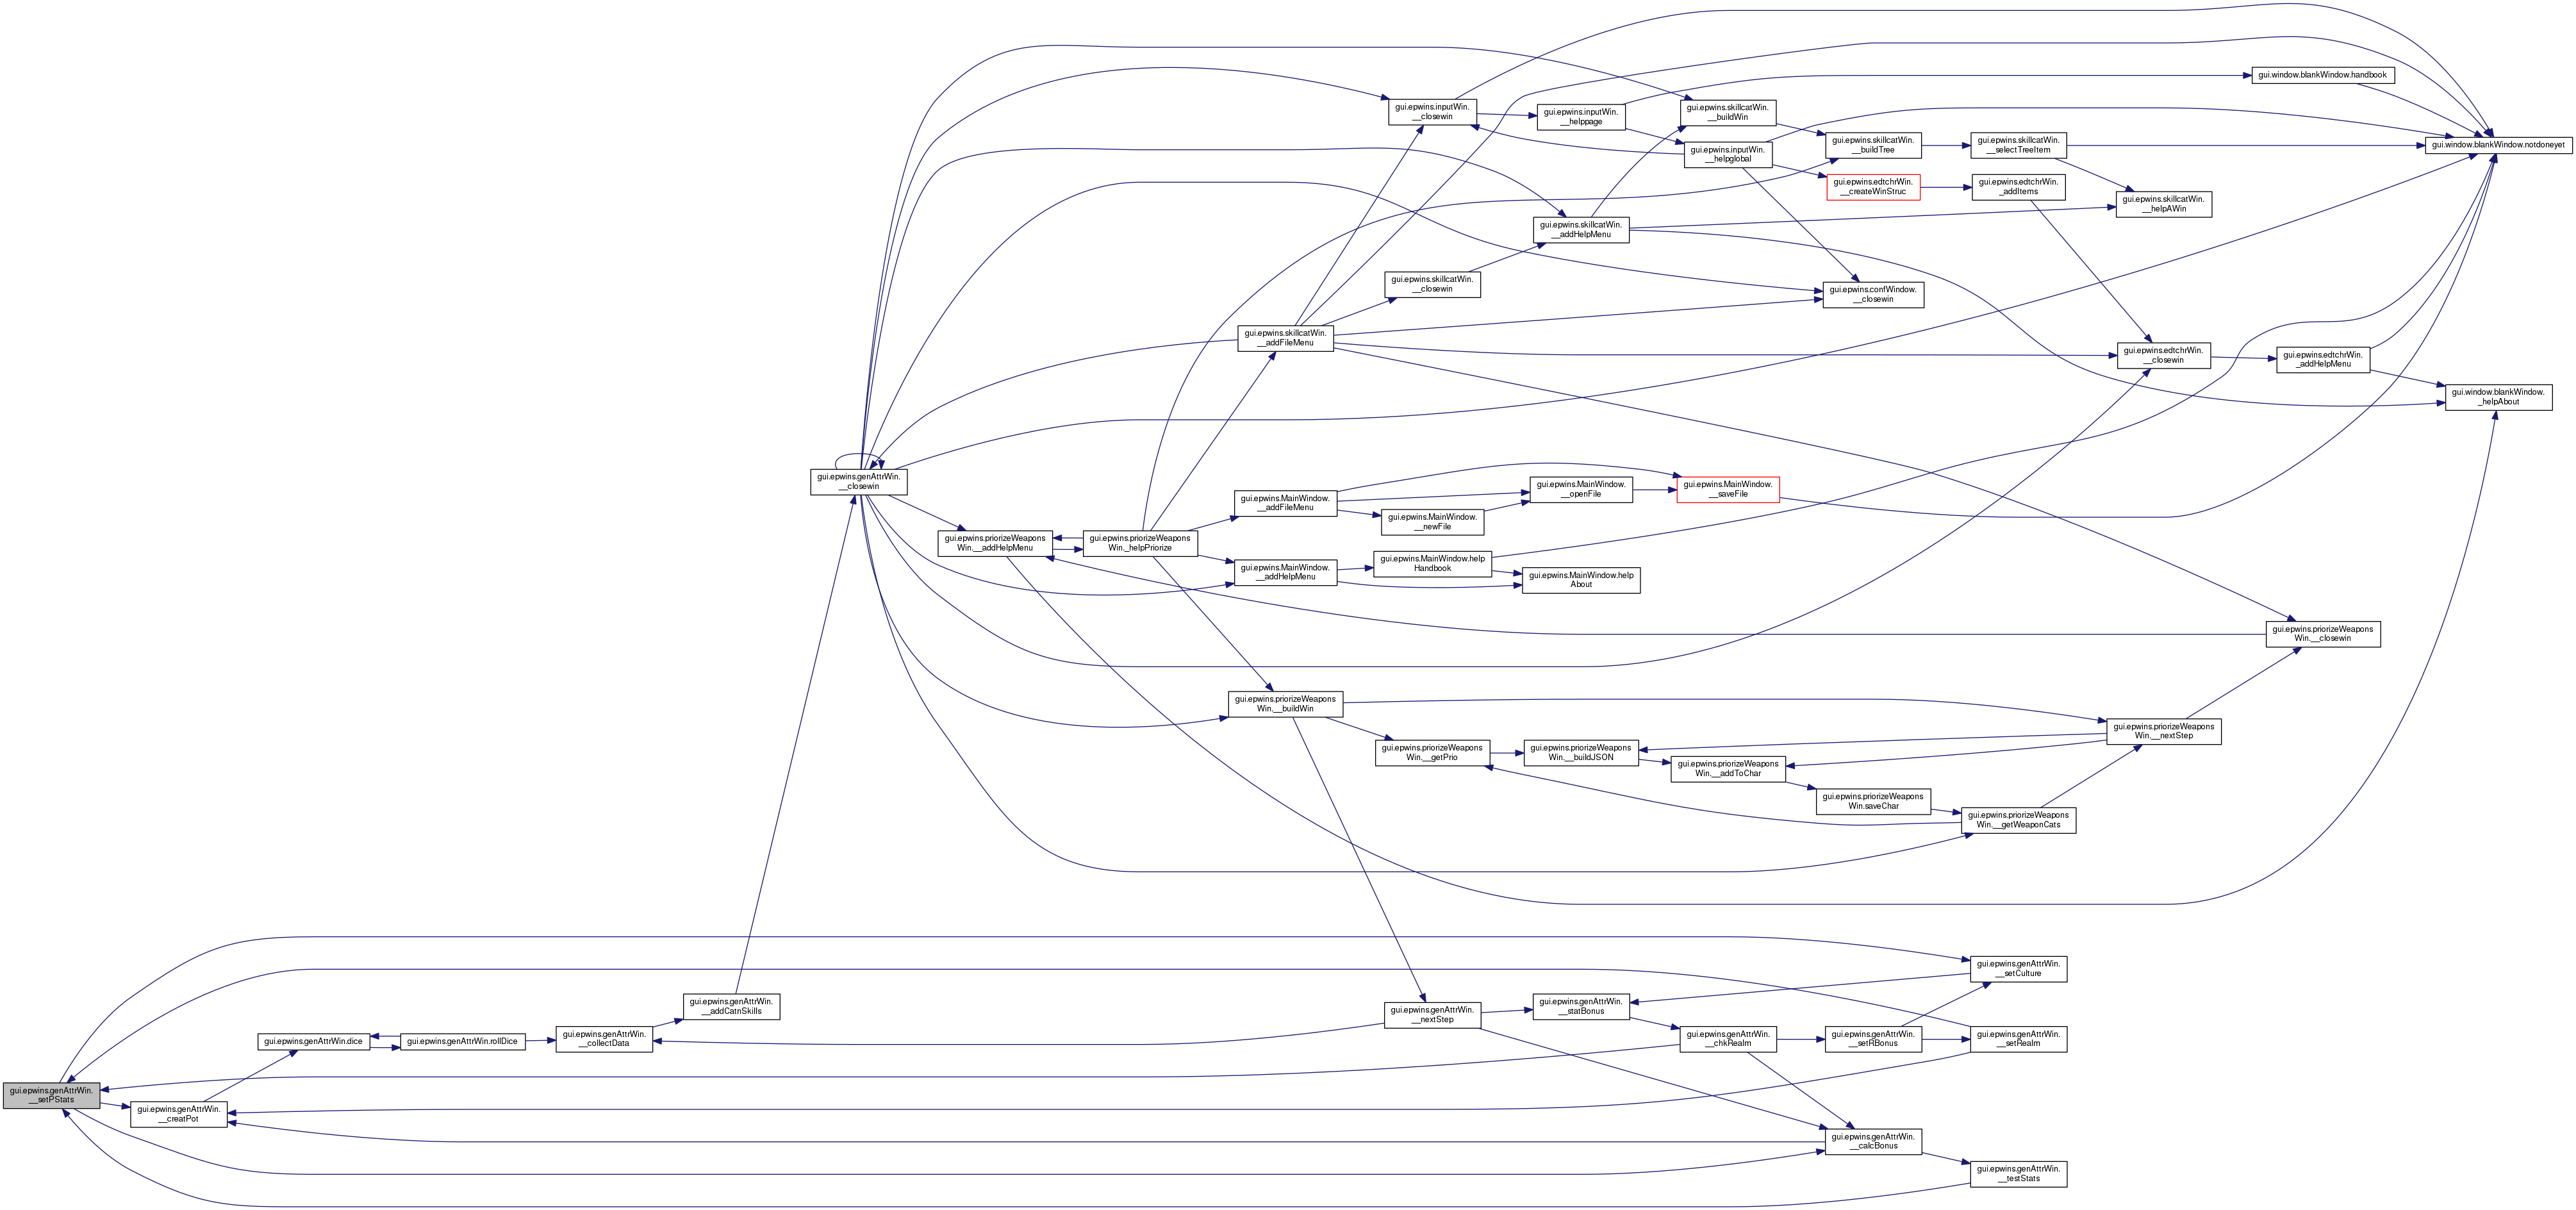 gui.window.blankWindow.handbook
gui.epwins.inputWin.
__closewin
gui.epwins.inputWin.
__helppage
gui.epwins.skillcatWin.
__buildWin
gui.epwins.skillcatWin.
__buildTree
gui.epwins.skillcatWin.
__selectTreeItem
gui.window.blankWindow.notdoneyet
gui.epwins.inputWin.
__helpglobal
gui.epwins.edtchrWin.
__createWinStruc
gui.epwins.edtchrWin.
_addItems
gui.epwins.skillcatWin.
__helpAWin
gui.epwins.skillcatWin.
__addHelpMenu
gui.epwins.skillcatWin.
__closewin
gui.epwins.confWindow.
__closewin
gui.epwins.skillcatWin.
__addFileMenu
gui.epwins.edtchrWin.
__closewin
gui.epwins.edtchrWin.
_addHelpMenu
gui.window.blankWindow.
_helpAbout
gui.epwins.genAttrWin.
__closewin
gui.epwins.MainWindow.
__addFileMenu
gui.epwins.MainWindow.
__openFile
gui.epwins.MainWindow.
__saveFile
gui.epwins.MainWindow.
__newFile
gui.epwins.priorizeWeapons
Win.__addHelpMenu
gui.epwins.priorizeWeapons
Win._helpPriorize
gui.epwins.MainWindow.
__addHelpMenu
gui.epwins.MainWindow.help
Handbook
gui.epwins.MainWindow.help
About
gui.epwins.priorizeWeapons
Win.__closewin
gui.epwins.priorizeWeapons
Win.__buildWin
gui.epwins.priorizeWeapons
Win.__nextStep
gui.epwins.priorizeWeapons
Win.__getPrio
gui.epwins.priorizeWeapons
Win.__buildJSON
gui.epwins.priorizeWeapons
Win.__addToChar
gui.epwins.priorizeWeapons
Win.saveChar
gui.epwins.priorizeWeapons
Win.__getWeaponCats
gui.epwins.genAttrWin.
__setCulture
gui.epwins.genAttrWin.
__addCatnSkills
gui.epwins.genAttrWin.
__nextStep
gui.epwins.genAttrWin.
__statBonus
gui.epwins.genAttrWin.dice
gui.epwins.genAttrWin.rollDice
gui.epwins.genAttrWin.
__collectData
gui.epwins.genAttrWin.
__chkRealm
gui.epwins.genAttrWin.
__setRBonus
gui.epwins.genAttrWin.
__setRealm
gui.epwins.genAttrWin.
__setPStats
gui.epwins.genAttrWin.
__creatPot
gui.epwins.genAttrWin.
__calcBonus
gui.epwins.genAttrWin.
__testStats